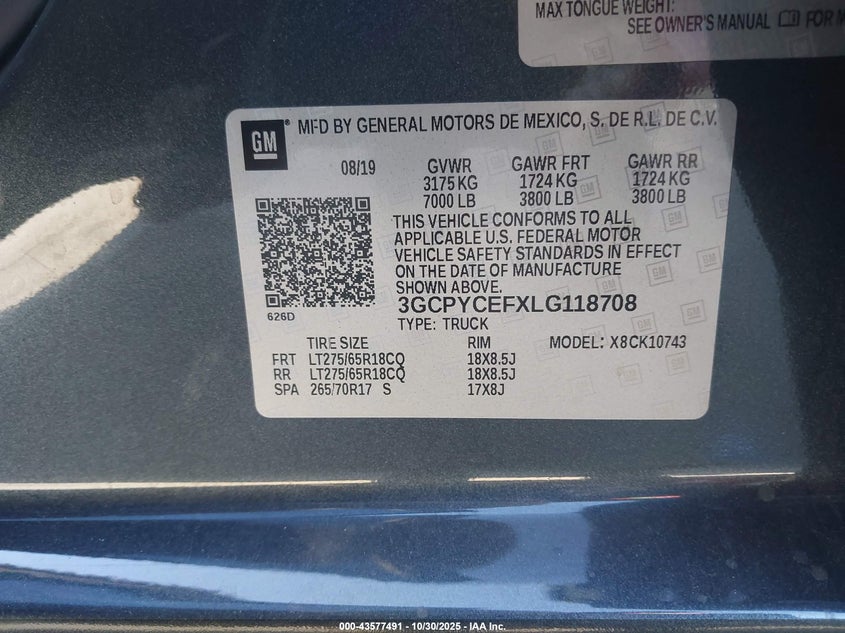 MAX TONGUE WEIGHT:
SEE OWNER'S MANUAL FOR
GM MFD BY GENERAL MOTORS DE MEXICO, S. DE R.L. DE C.V.
08/19 GVWR GAWR FRT GAWR RR
3175 KG 1724 KG 1724 KG
7000 LB 3800 LB 3800 LB
THIS VEHICLE CONFORMS TO ALL
APPLICABLE U.S. FEDERAL MOTOR
VEHICLE SAFETY STANDARDS IN EFFECT
ON THE DATE OF MANUFACTURE
SHOWN ABOVE.
626D
3GCPYCEFXLG118708
TYPE: TRUCK
TIRE SIZE RIM MODEL: X8CK10743
FRT LT275/65R18CQ 18X8.5J
RR LT275/65R18CQ 18X8.5J
SPA 265/70R17 S 17X8J
000-43577491 - 10/30/2025 - IAA Inc.